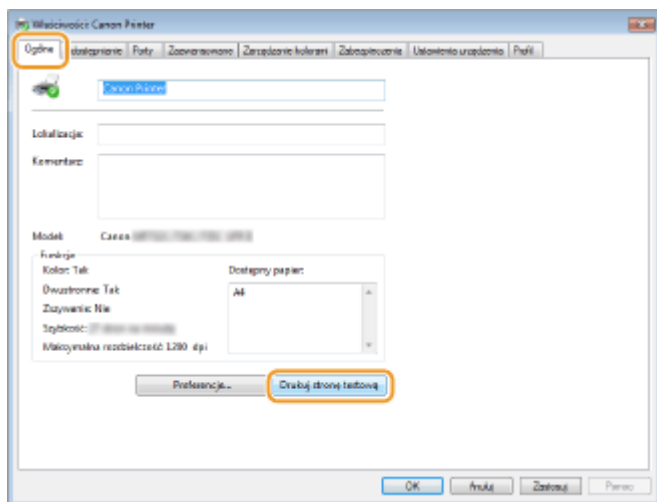 Właściwości: Canon Printer
Ogólne Udostępnianie Porty Zaawansowane Zarządzanie kolorami Zabezpieczenia Ustawienia urządzenia Profil
Canon Printer
Lokalizacja:
Komentarz:
Model: Canon
Funkcje
Kolor: Tak Dostępny papier:
Dwustronne: Tak A4
Zszywanie: Nie
Szybkość:
Maksymalna rozdzielczość: 1200 dpi
Preferencje... Drukuj stronę testową
OK Anuluj Zastosuj Pomoc